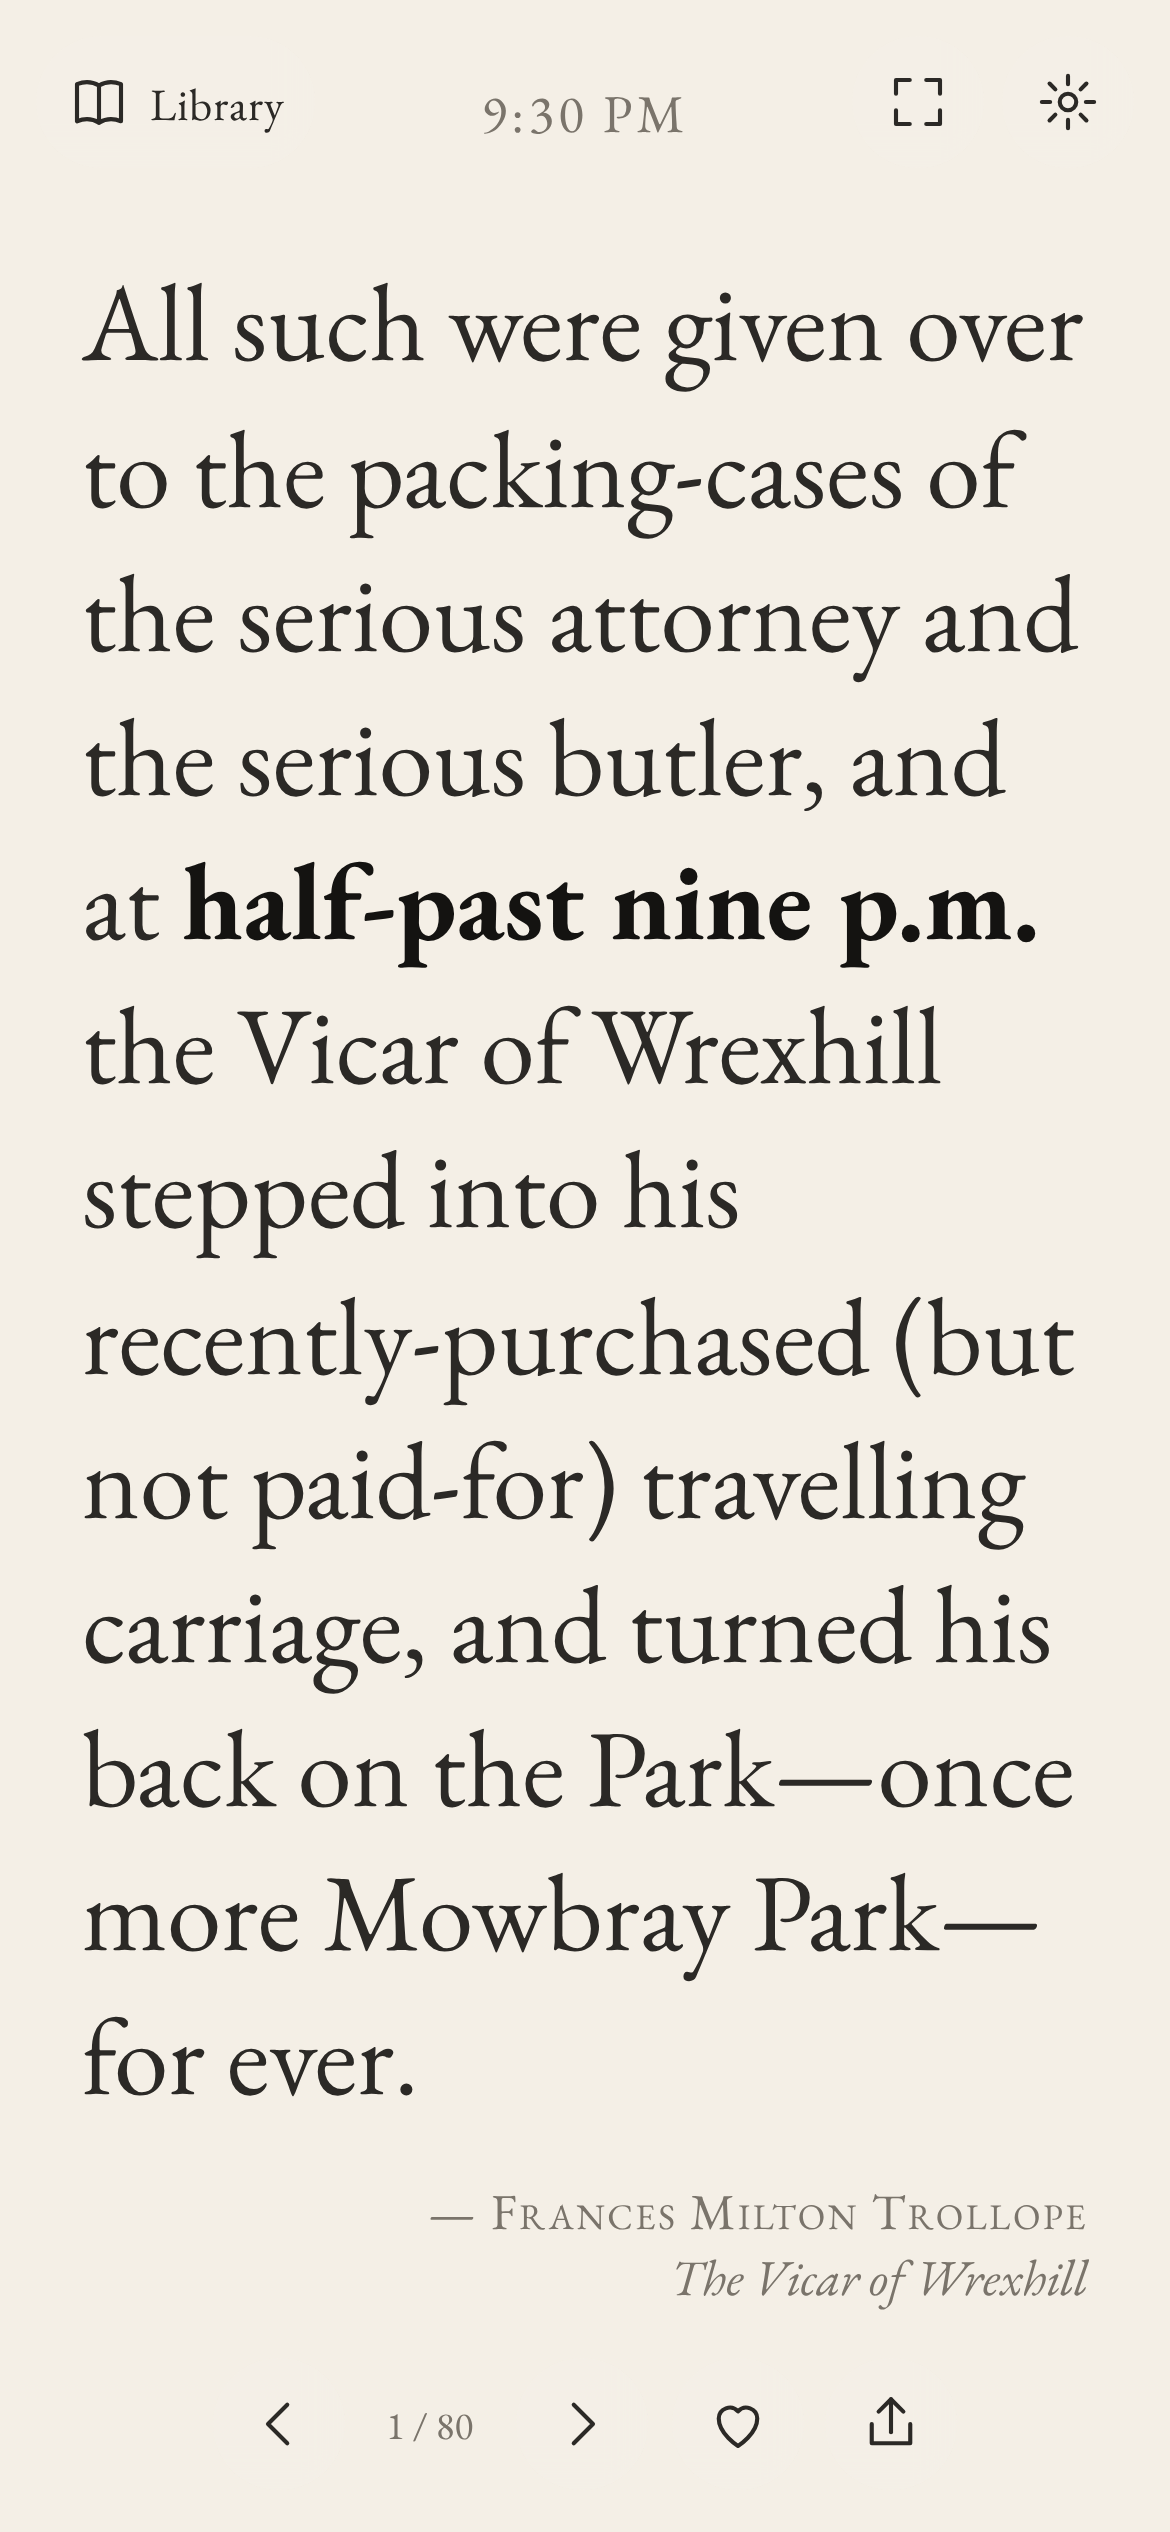 Library
9:30 PM
All such were given over
to the packing-cases of
the serious attorney and
the serious butler, and
at half-past nine p.m.
the Vicar of Wrexhill
stepped into his
recently-purchased (but
not paid-for) travelling
carriage, and turned his
back on the Park—once
more Mowbray Park—
for ever.
— Frances Milton Trollope
The Vicar of Wrexhill
1 / 80